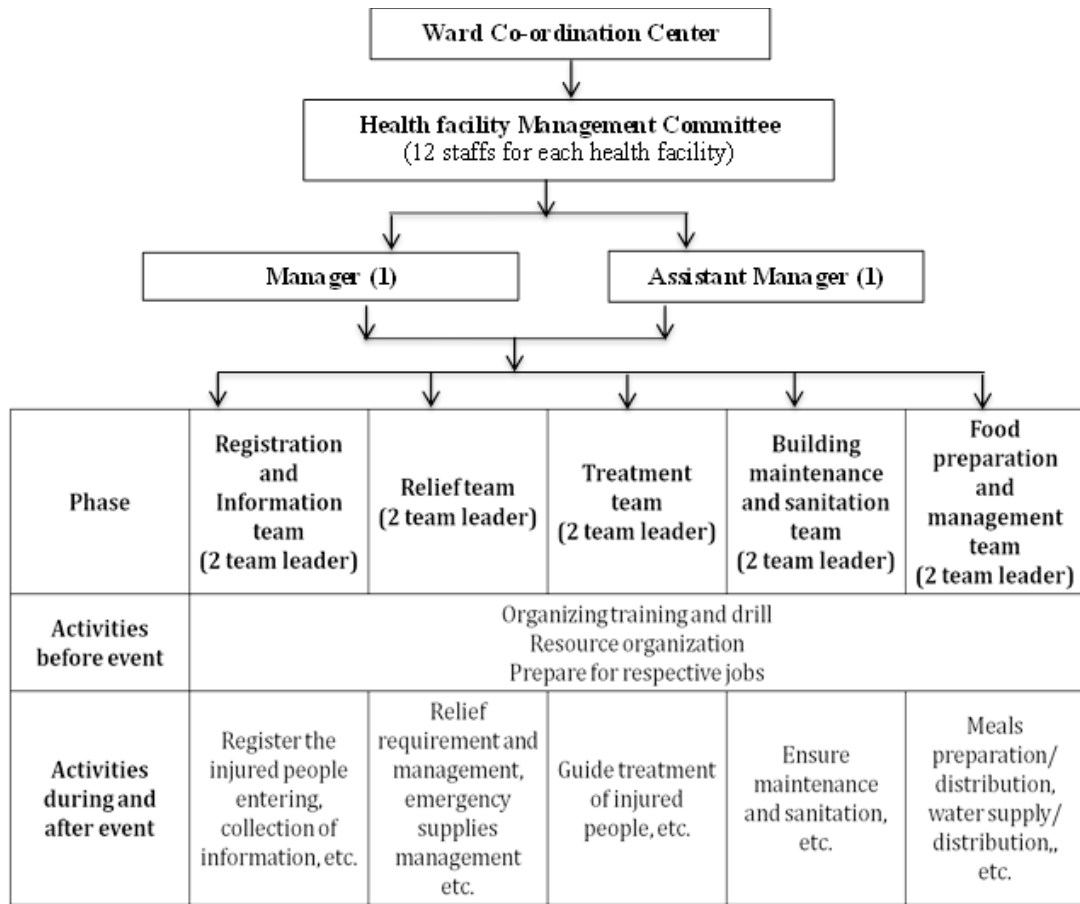 Ward Co-ordination Center
Health facility Management Committee
(12 staffs for each health facility)
Manager (1)
Assistant Manager (1)
Phase
Registration
and
Information
team
(2 team leader)
Relief team
(2 team leader)
Treatment
team
(2 team leader)
Building
maintenance
and sanitation
team
(2 team leader)
Food
preparation
and
management
team
(2 team leader)
Activities
before event
Organizing training and drill
Resource organization
Prepare for respective jobs
Activities
during and
after event
Register the
injured people
entering,
collection of
information, etc.
Relief
requirement and
management,
emergency
supplies
management
etc.
Guide treatment
of injured
people, etc.
Ensure
maintenance
and sanitation,
etc.
Meals
preparation/
distribution,
water supply/
distribution,,
etc.